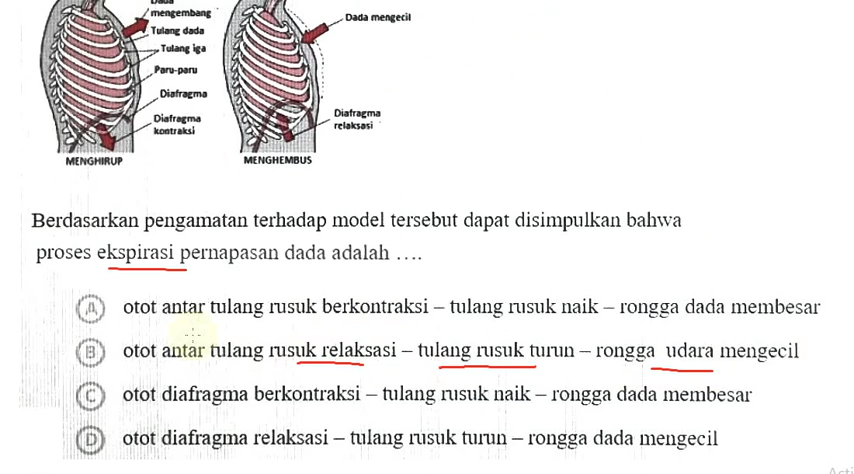 Dada
mengembang
Tulang dada
Tulang iga
Paru-paru
Diafragma
Diafragma
kontraksi
MENGHIRUP
Dada mengecil
Diafragma
relaksasi
MENGHEMBUS
Berdasarkan pengamatan terhadap model tersebut dapat disimpulkan bahwa
proses ekspirasi pernapasan dada adalah ....
A otot antar tulang rusuk berkontraksi – tulang rusuk naik – rongga dada membesar
B otot antar tulang rusuk relaksasi – tulang rusuk turun – rongga udara mengecil
C otot diafragma berkontraksi – tulang rusuk naik – rongga dada membesar
D otot diafragma relaksasi – tulang rusuk turun – rongga dada mengecil